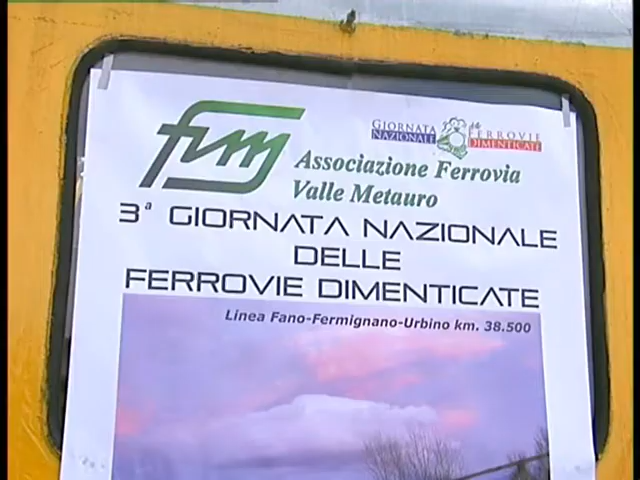 fvm
GIORNATA
NAZIONALE
FERROVIE
DIMENTICATE
Associazione Ferrovia
Valle Metauro
3ª GIORNATA NAZIONALE
DELLE
FERROVIE DIMENTICATE
Linea Fano-Fermignano-Urbino km. 38.500